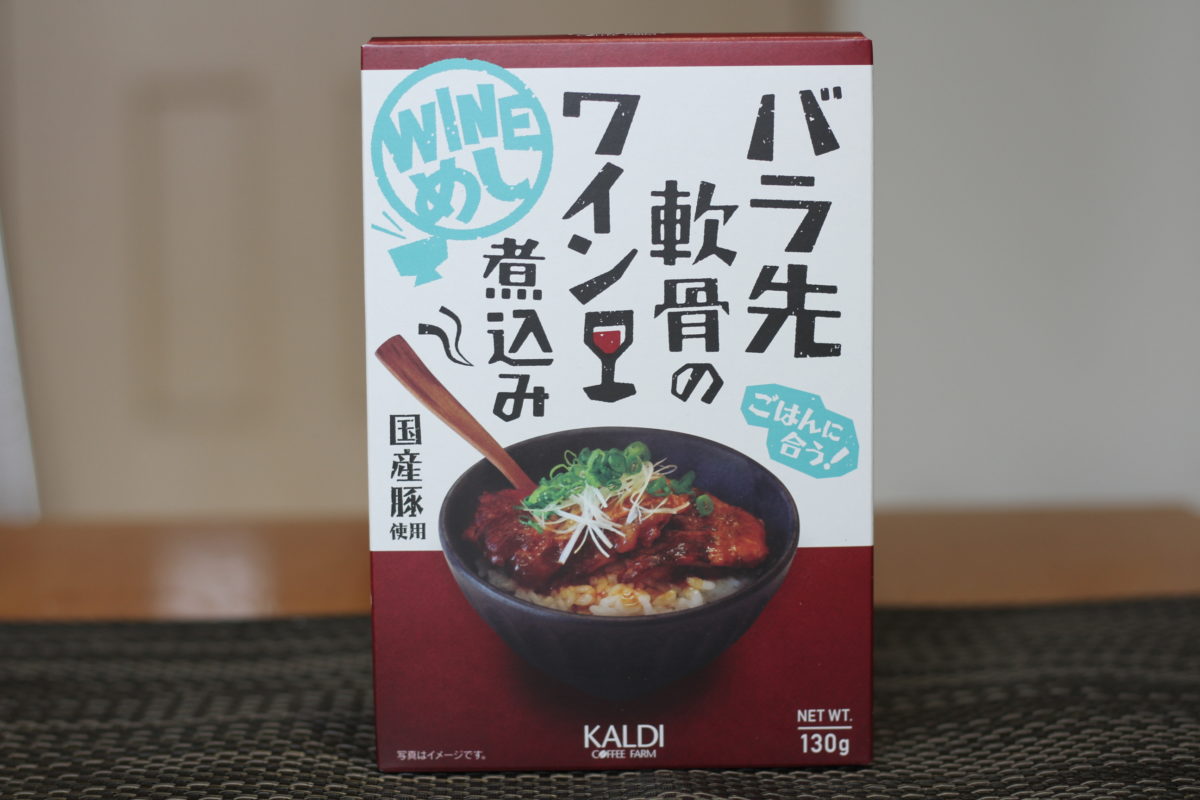 WINE
めし
バラ先
軟骨の
ワイン
煮込み
ごはんに
合う!
国産豚
使用
KALDI
COFFEE FARM
写真はイメージです。
NET WT.
130g